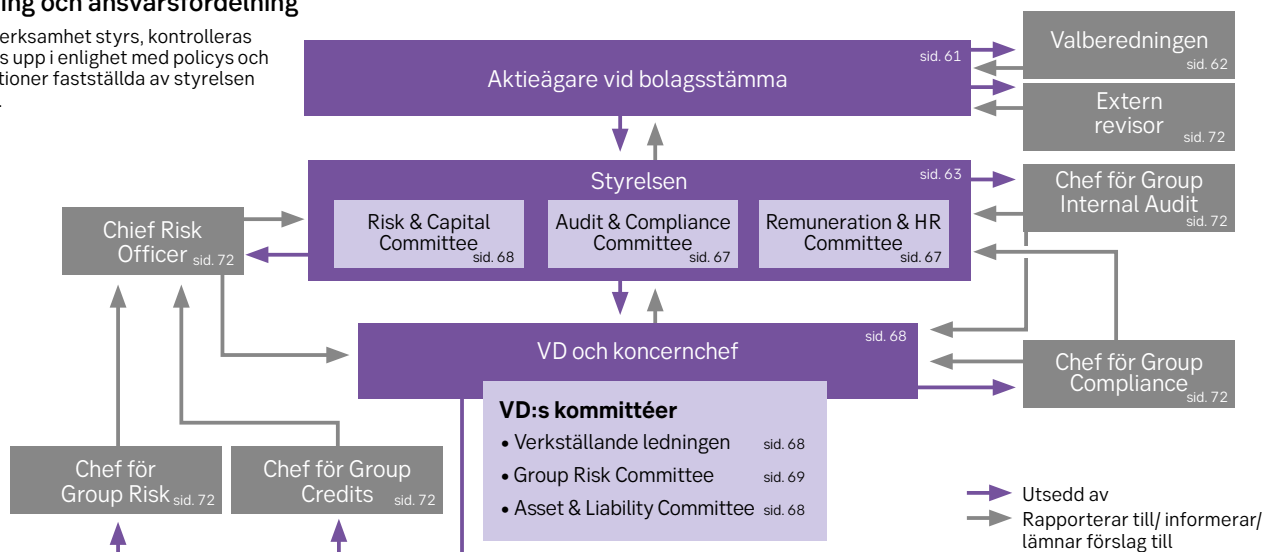 ing och ansvarsfördelning
erksamhet styrs, kontrolleras
s upp i enlighet med policys och
tioner fastställda av styrelsen
.
Aktieägare vid bolagsstämma
sid. 61
Valberedningen
sid. 62
Extern
revisor
sid. 72
Styrelsen
sid. 63
Risk & Capital
Committee
sid. 68
Audit & Compliance
Committee
sid. 67
Remuneration & HR
Committee
sid. 67
Chef för Group
Internal Audit
sid. 72
Chief Risk
Officer sid. 72
VD och koncernchef
sid. 68
Chef för Group
Compliance
sid. 72
VD:s kommittéer
• Verkställande ledningen sid. 68
• Group Risk Committee sid. 69
• Asset & Liability Committee sid. 68
Chef för
Group Risk sid. 72
Chef för Group
Credits sid. 72
Utsedd av
Rapporterar till/ informerar/
lämnar förslag till